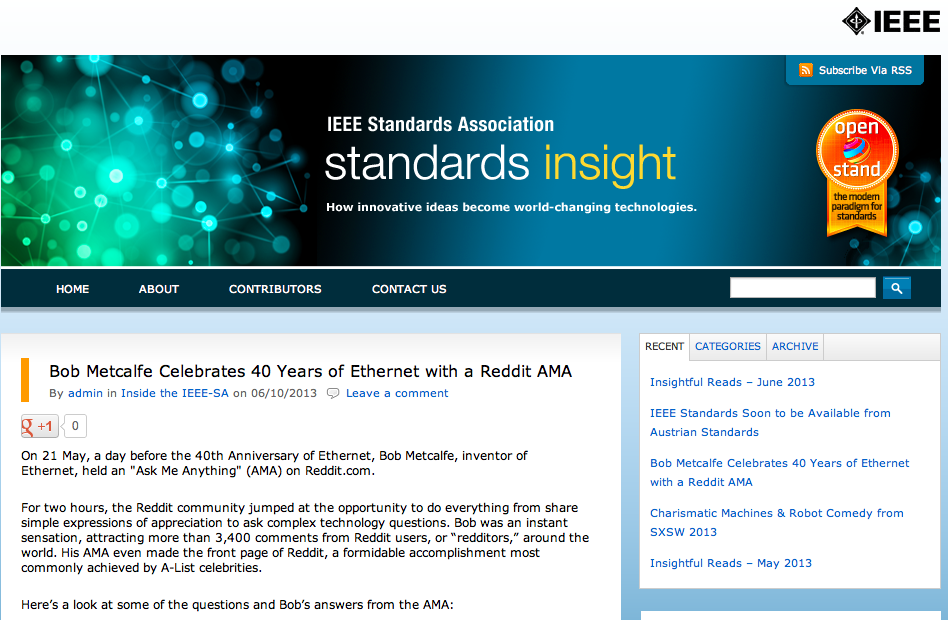 IEEE
Subscribe Via RSS
IEEE Standards Association
standards insight
How innovative ideas become world-changing technologies.
open
stand
the modern
paradigm for
standards
HOME ABOUT CONTRIBUTORS CONTACT US
Bob Metcalfe Celebrates 40 Years of Ethernet with a Reddit AMA
By admin in Inside the IEEE-SA on 06/10/2013 Leave a comment
g +1 0
On 21 May, a day before the 40th Anniversary of Ethernet, Bob Metcalfe, inventor of
Ethernet, held an "Ask Me Anything" (AMA) on Reddit.com.
For two hours, the Reddit community jumped at the opportunity to do everything from share
simple expressions of appreciation to ask complex technology questions. Bob was an instant
sensation, attracting more than 3,400 comments from Reddit users, or “redditors,” around the
world. His AMA even made the front page of Reddit, a formidable accomplishment most
commonly achieved by A-List celebrities.
Here’s a look at some of the questions and Bob’s answers from the AMA:
RECENT CATEGORIES ARCHIVE
Insightful Reads – June 2013
IEEE Standards Soon to be Available from
Austrian Standards
Bob Metcalfe Celebrates 40 Years of Ethernet
with a Reddit AMA
Charismatic Machines & Robot Comedy from
SXSW 2013
Insightful Reads – May 2013